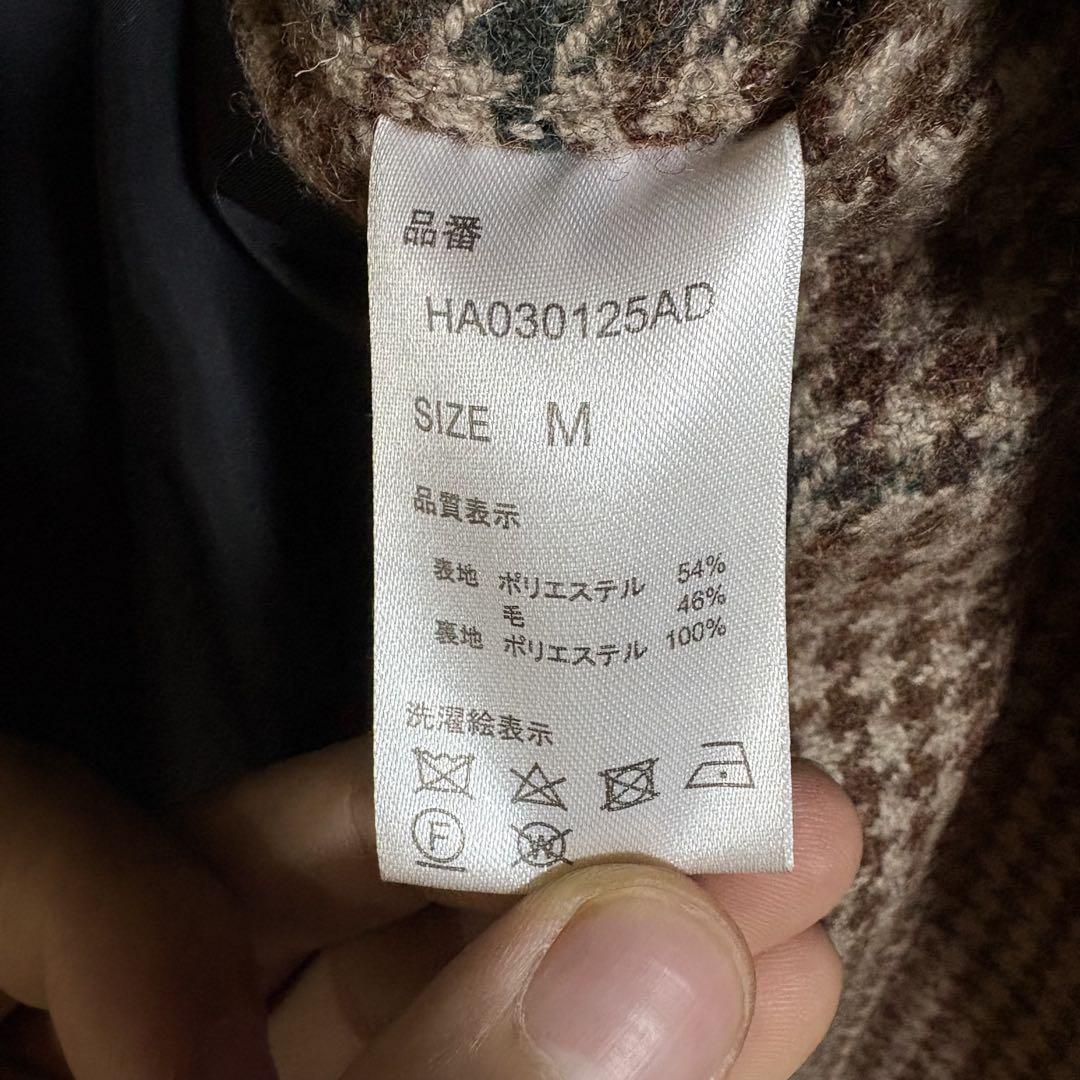 品番
HA030125AD
SIZE M
品質表示
表地 ポリエステル 54%
毛 46%
裏地 ポリエステル 100%
洗濯絵表示
F W